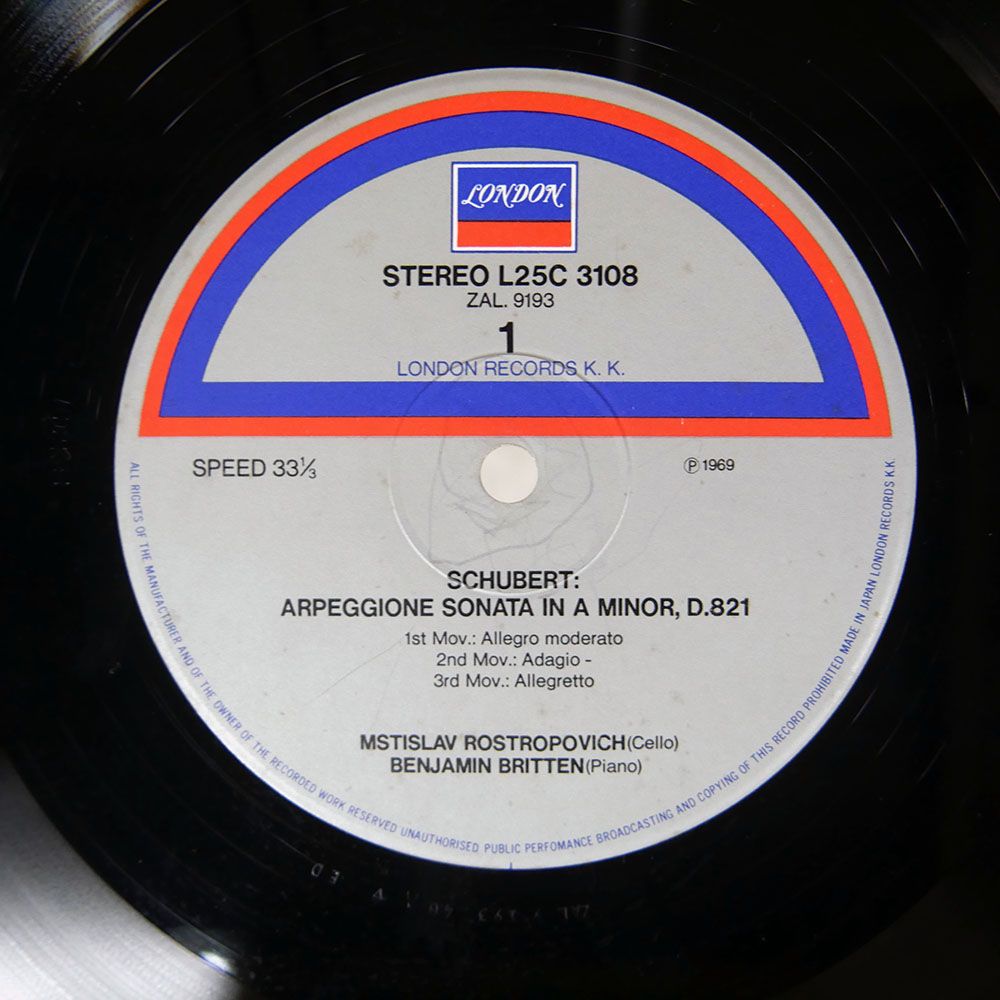 LONDON
STEREO L25C 3108
ZAL. 9193
1
LONDON RECORDS K. K.
SPEED 33⅓
Ⓟ 1969
SCHUBERT:
ARPEGGIONE SONATA IN A MINOR, D.821
1st Mov.: Allegro moderato
2nd Mov.: Adagio -
3rd Mov.: Allegretto
MSTISLAV ROSTROPOVICH(Cello)
BENJAMIN BRITTEN(Piano)
ALL RIGHTS OF THE MANUFACTURER AND OF THE OWNER OF THE RECORDED WORK RESERVED UNAUTHORISED PUBLIC PERFOMANCE BROADCASTING AND COPYING OF THIS RECORD PROHIBITED MADE IN JAPAN LONDON RECORDS K.K.